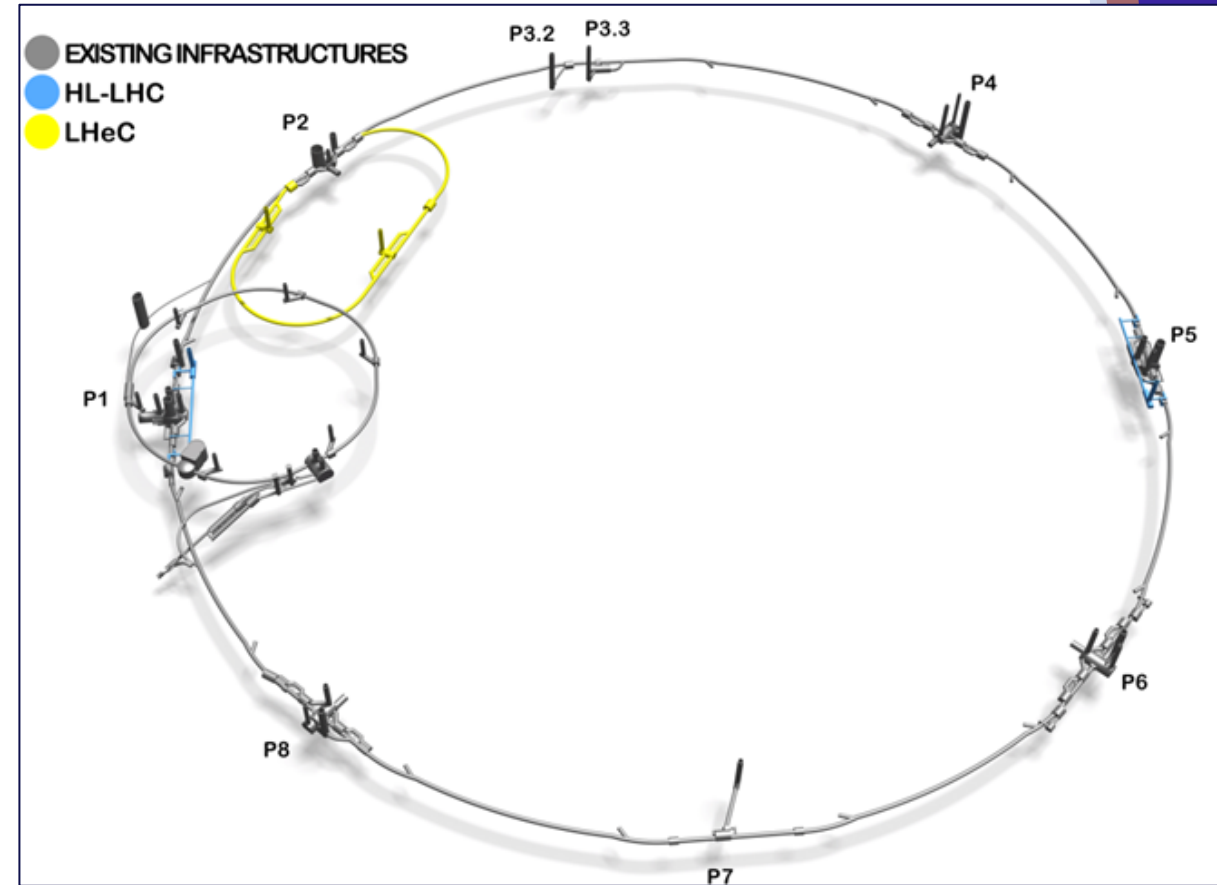 EXISTING INFRASTRUCTURES
HL-LHC
LHeC
P3.2
P3.3
P4
P2
P5
P1
P6
P8
P7